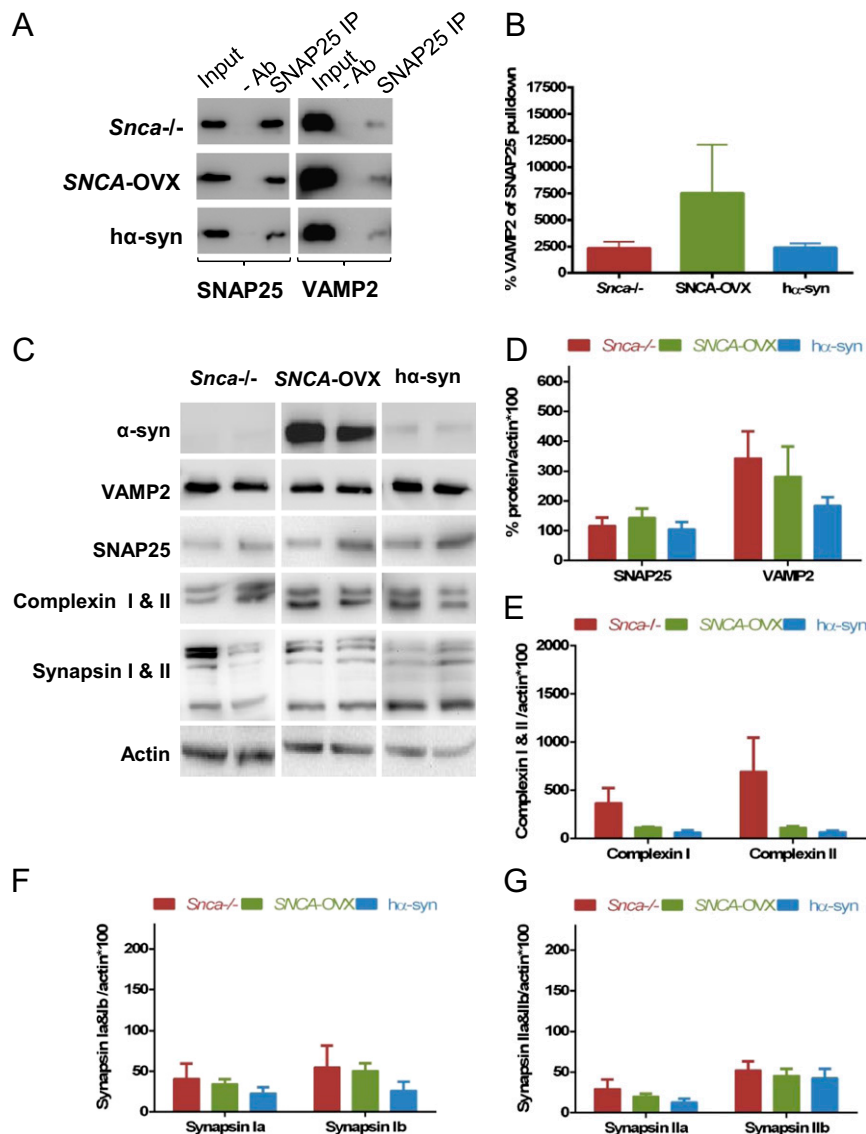 A
Input
- Ab
SNAP25 IP
Input
- Ab
SNAP25 IP
Snca-/-
SNCA-OVX
hα-syn
SNAP25
VAMP2
B
% VAMP2 of SNAP25 pulldown
17500
15000
12500
10000
7500
5000
2500
0
Snca-/-
SNCA-OVX
hα-syn
C
Snca-/-
SNCA-OVX
hα-syn
α-syn
VAMP2
SNAP25
Complexin I & II
Synapsin I & II
Actin
D
Snca-/-
SNCA-OVX
hα-syn
% protein/actin*100
600
500
400
300
200
100
0
SNAP25
VAMP2
E
Snca-/-
SNCA-OVX
hα-syn
Complexin I & II /actin*100
2000
1500
1000
500
0
Complexin I
Complexin II
F
Snca-/-
SNCA-OVX
hα-syn
Synapsin Ia&Ib/actin*100
200
150
100
50
0
Synapsin Ia
Synapsin Ib
G
Snca-/-
SNCA-OVX
hα-syn
Synapsin IIa&IIb/actin*100
200
150
100
50
0
Synapsin IIa
Synapsin IIb